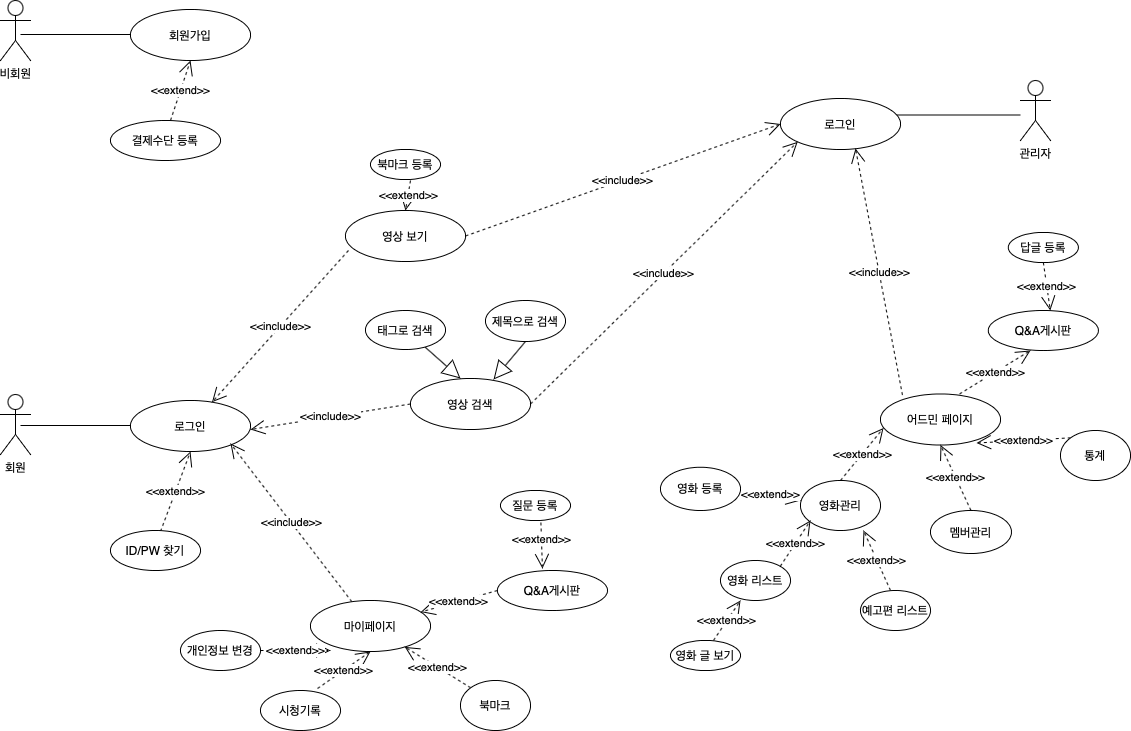 회원가입
비회원
<<extend>>
결제수단 등록
로그인
관리자
북마크 등록
<<include>>
<<extend>>
영상 보기
답글 등록
<<include>>
<<include>>
<<extend>>
태그로 검색
제목으로 검색
<<include>>
Q&A게시판
<<extend>>
영상 검색
<<include>>
로그인
어드민 페이지
회원
<<extend>>
<<extend>>
통계
<<extend>>
영화 등록
<<extend>>
영화관리
질문 등록
<<include>>
멤버관리
<<extend>>
<<extend>>
ID/PW 찾기
<<extend>>
<<extend>>
영화 리스트
Q&A게시판
<<extend>>
예고편 리스트
<<extend>>
마이페이지
개인정보 변경
<<extend>>
영화 글 보기
<<extend>>
<<extend>>
시청기록
북마크